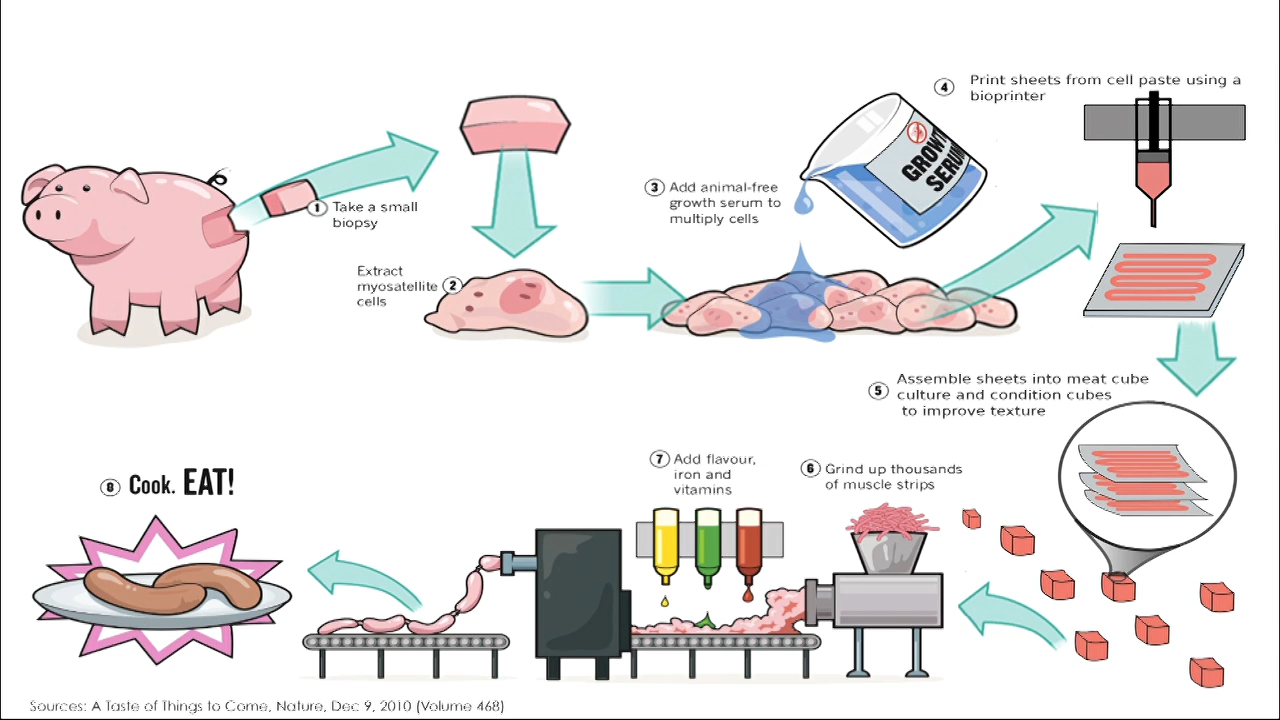 1 Take a small
biopsy
2 Extract
myosatellite
cells
3 Add animal-free
growth serum to
multiply cells
GROWTH
SERUM
4 Print sheets from cell paste using a
bioprinter
5 Assemble sheets into meat cube
culture and condition cubes
to improve texture
6 Grind up thousands
of muscle strips
7 Add flavour,
iron and
vitamins
8 Cook. EAT!
Sources: A Taste of Things to Come, Nature, Dec 9, 2010 (Volume 468)